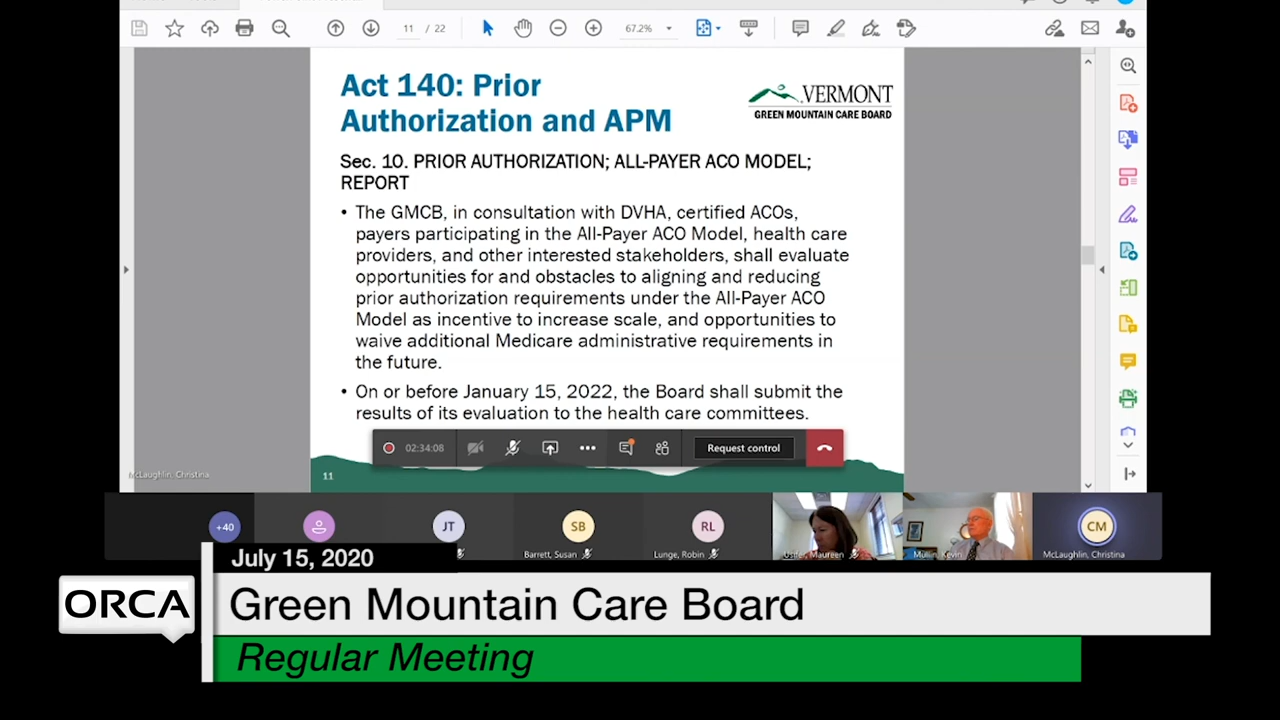 11 / 22
67.2%
Act 140: Prior
Authorization and APM
VERMONT
GREEN MOUNTAIN CARE BOARD
Sec. 10. PRIOR AUTHORIZATION; ALL-PAYER ACO MODEL;
REPORT
• The GMCB, in consultation with DVHA, certified ACOs,
payers participating in the All-Payer ACO Model, health care
providers, and other interested stakeholders, shall evaluate
opportunities for and obstacles to aligning and reducing
prior authorization requirements under the All-Payer ACO
Model as incentive to increase scale, and opportunities to
waive additional Medicare administrative requirements in
the future.
• On or before January 15, 2022, the Board shall submit the
results of its evaluation to the health care committees.
02:34:08
Request control
McLaughlin, Christina
11
+40
JT
SB
RL
CM
Barrett, Susan
Lunge, Robin
Usifer, Maureen
Mullin, Kevin
McLaughlin, Christina
July 15, 2020
ORCA
Green Mountain Care Board
Regular Meeting